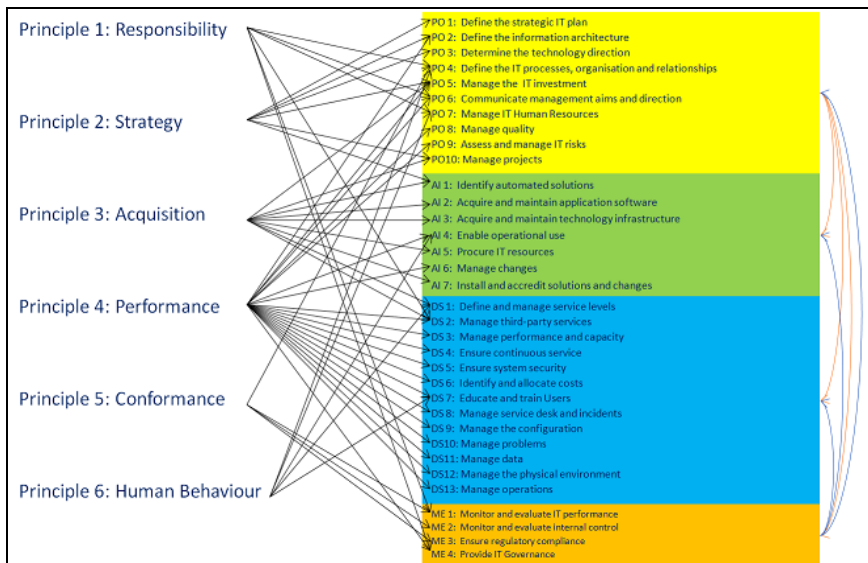 Principle 1: Responsibility
Principle 2: Strategy
Principle 3: Acquisition
Principle 4: Performance
Principle 5: Conformance
Principle 6: Human Behaviour
PO 1: Define the strategic IT plan
PO 2: Define the information architecture
PO 3: Determine the technology direction
PO 4: Define the IT processes, organisation and relationships
PO 5: Manage the IT investment
PO 6: Communicate management aims and direction
PO 7: Manage IT Human Resources
PO 8: Manage quality
PO 9: Assess and manage IT risks
PO10: Manage projects
AI 1: Identify automated solutions
AI 2: Acquire and maintain application software
AI 3: Acquire and maintain technology infrastructure
AI 4: Enable operational use
AI 5: Procure IT resources
AI 6: Manage changes
AI 7: Install and accredit solutions and changes
DS 1: Define and manage service levels
DS 2: Manage third-party services
DS 3: Manage performance and capacity
DS 4: Ensure continuous service
DS 5: Ensure system security
DS 6: Identify and allocate costs
DS 7: Educate and train Users
DS 8: Manage service desk and incidents
DS 9: Manage the configuration
DS10: Manage problems
DS11: Manage data
DS12: Manage the physical environment
DS13: Manage operations
ME 1: Monitor and evaluate IT performance
ME 2: Monitor and evaluate internal control
ME 3: Ensure regulatory compliance
ME 4: Provide IT Governance